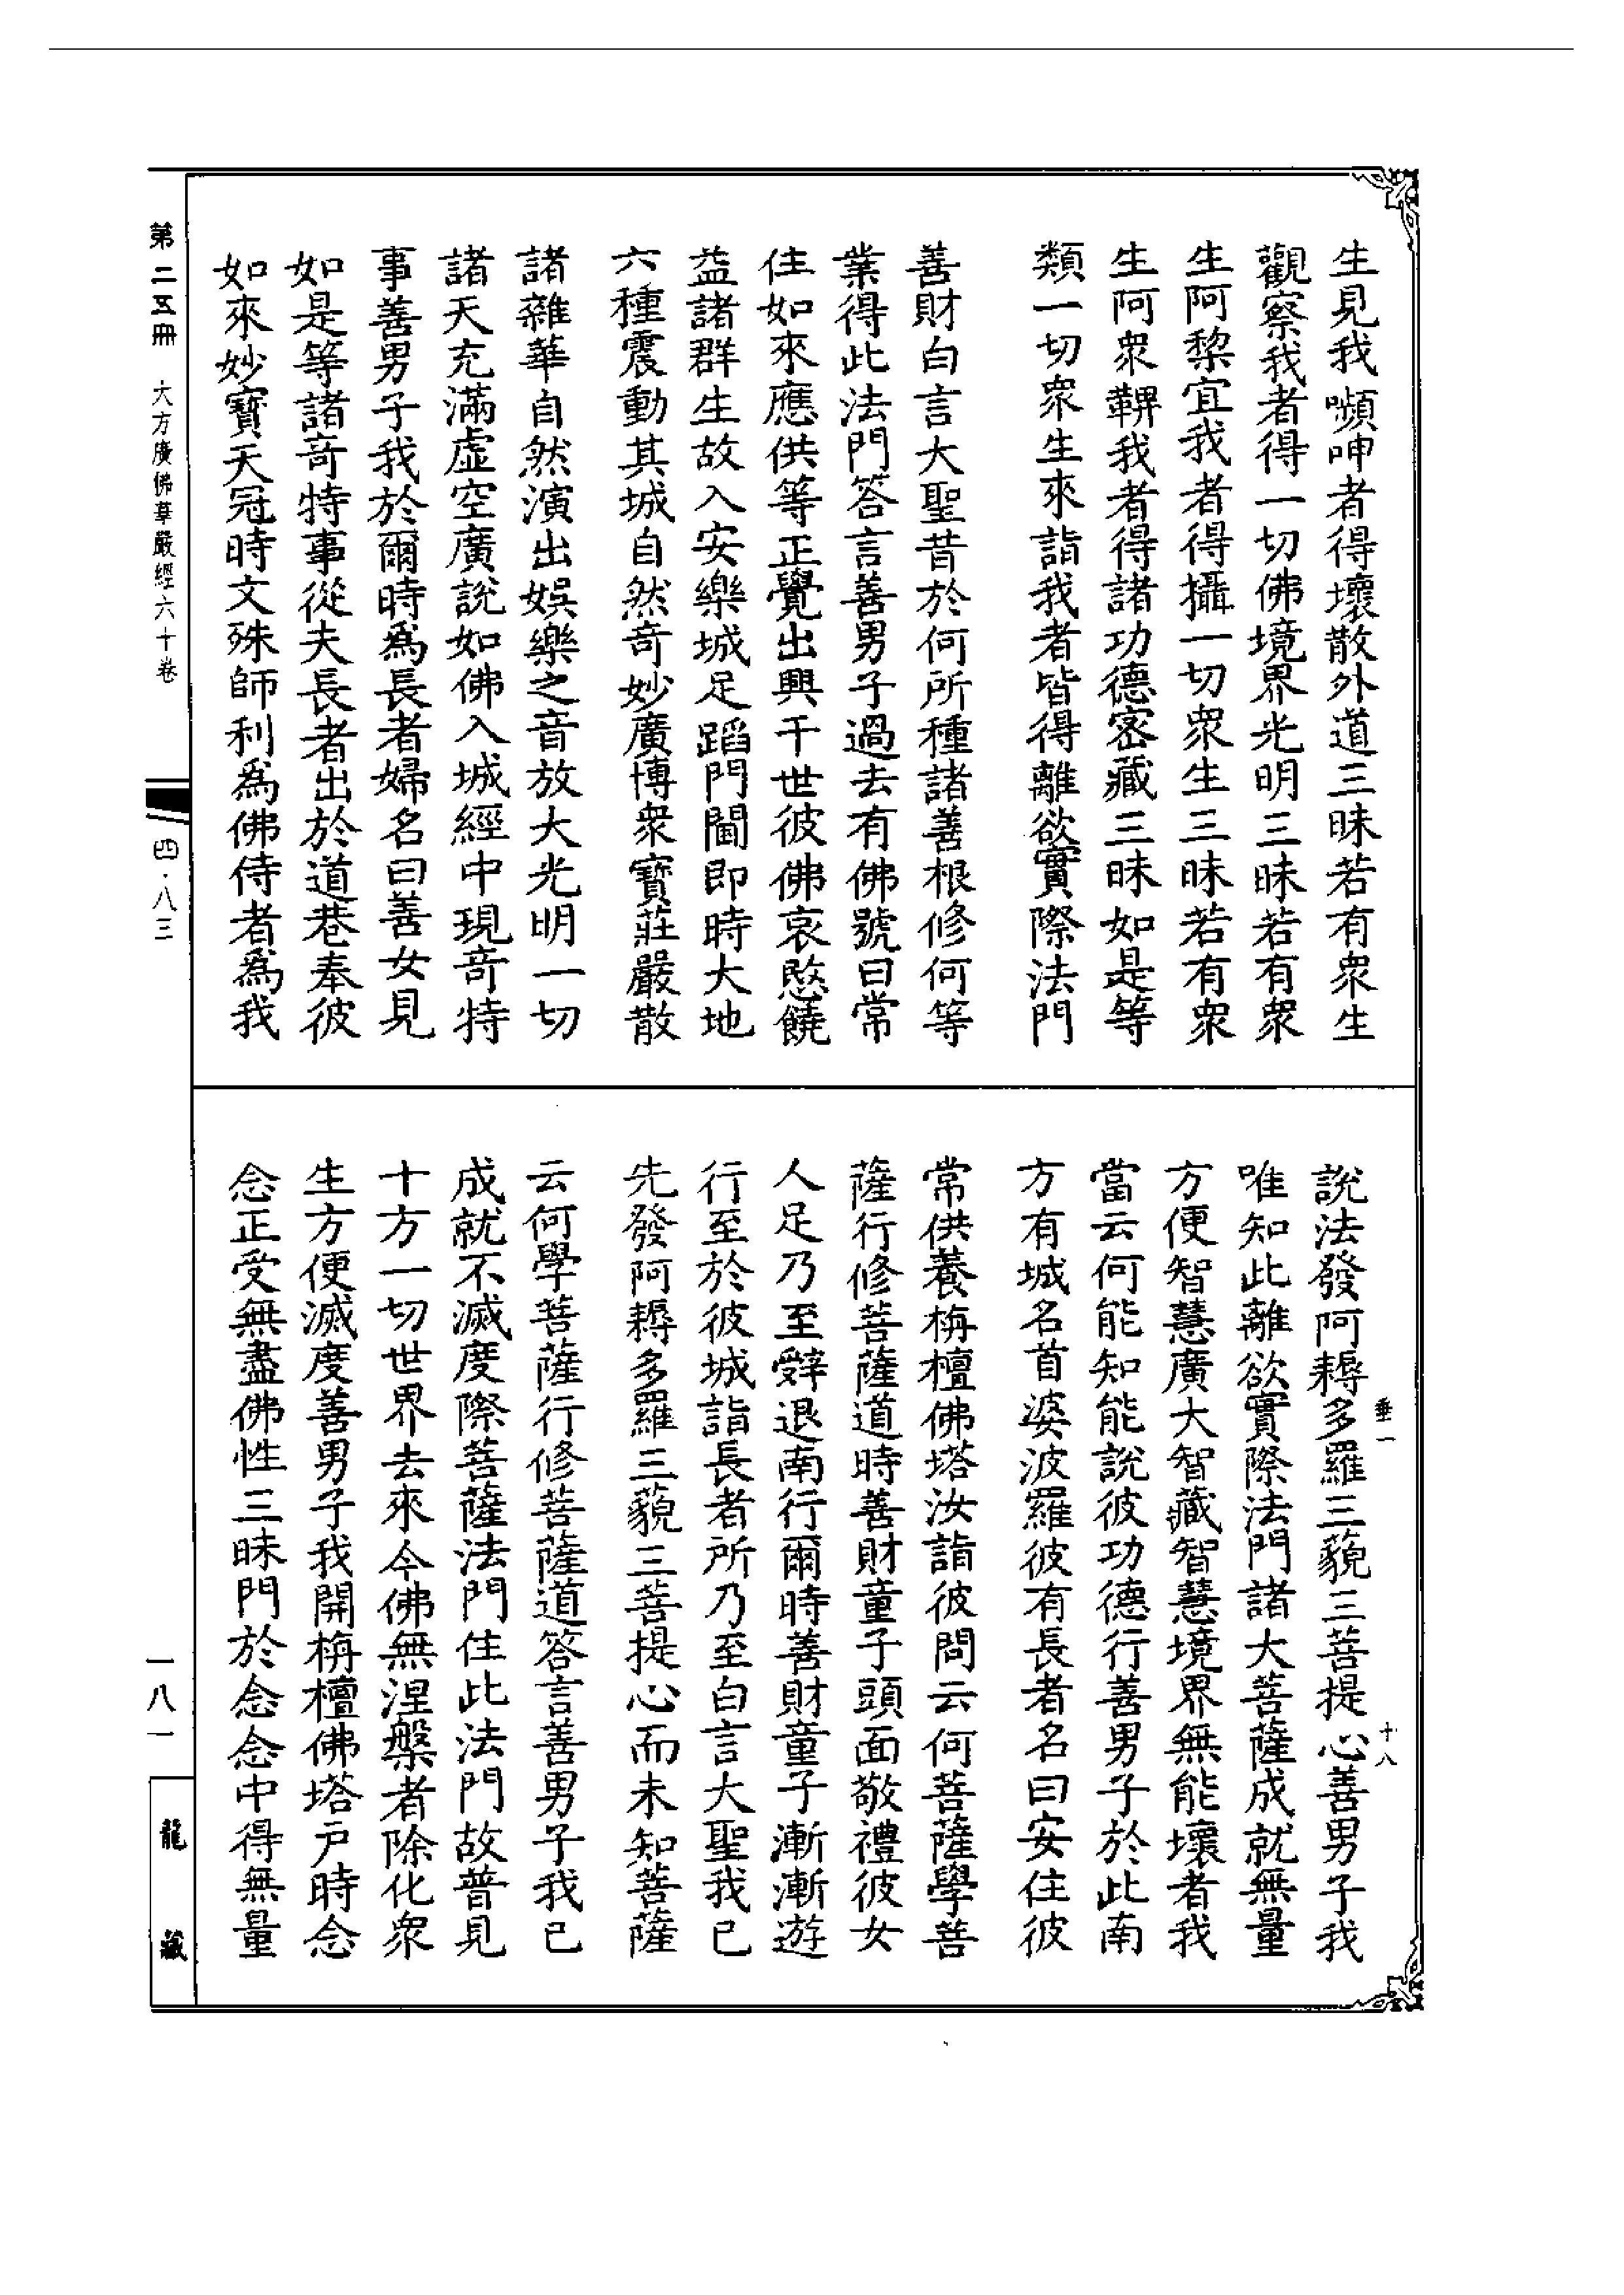 生見我嚬呻者得壞散外道三昧若有衆生
觀察我者得一切佛境界光明三昧若有衆
生阿黎宜我者得攝一切衆生三昧若有衆
生阿衆鞞我者得諸功德密藏三昧如是等
類一切衆生來詣我者皆得離欲實際法門
善財白言大聖昔於何所種諸善根修何等
業得此法門答言善男子過去有佛號曰常
住如來應供等正覺出興于世彼佛哀愍饒
益諸群生故入安樂城足蹈門閫即時大地
六種震動其城自然奇妙廣博衆寶莊嚴散
諸雜華自然演出娛樂之音放大光明一切
諸天充滿虛空廣說如佛入城經中現奇特
事善男子我於爾時爲長者婦名曰善女見
如是等諸奇特事從夫長者出於道巷奉彼
如來妙寶天冠時文殊師利爲佛侍者爲我
說法發阿耨多羅三藐三菩提心善男子我
唯知此離欲實際法門諸大菩薩成就無量
方便智慧廣大智藏智慧境界無能壞者我
當云何能知能說彼功德行善男子於此南
方有城名首婆波羅彼有長者名曰安住彼
常供養栴檀佛塔汝詣彼問云何菩薩學菩
薩行修菩薩道時善財童子頭面敬禮彼女
人足乃至辭退南行爾時善財童子漸漸遊
行至於彼城詣長者所乃至白言大聖我已
先發阿耨多羅三藐三菩提心而未知菩薩
云何學菩薩行修菩薩道答言善男子我已
成就不滅度際菩薩法門住此法門故普見
十方一切世界去來今佛無涅槃者除化衆
生方便滅度善男子我開栴檀佛塔戶時念
念正受無盡佛性三昧門於念念中得無量
垂一
十八
第二五冊 大方廣佛華嚴經六十卷
四·八三
一八一
龍藏